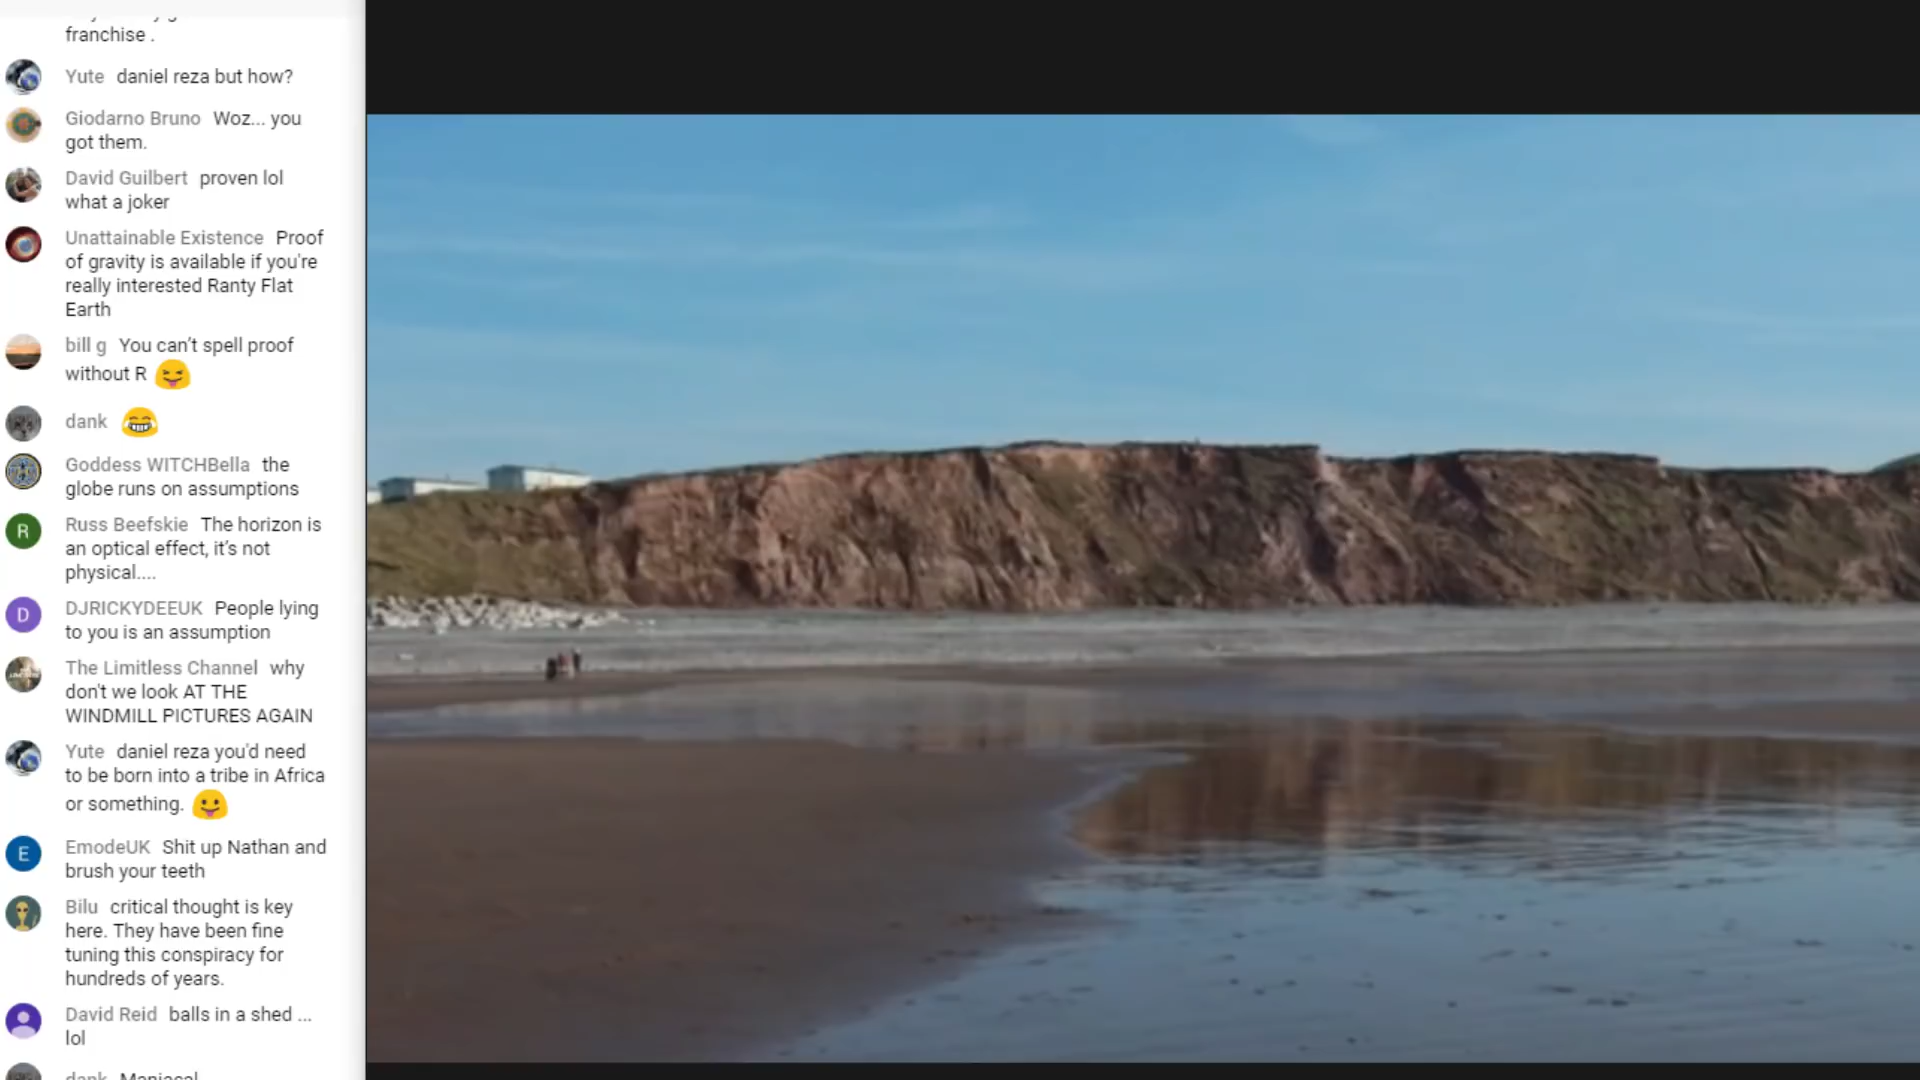 franchise .
Yute daniel reza but how?
Giodarno Bruno Woz... you
got them.
David Guilbert proven lol
what a joker
Unattainable Existence Proof
of gravity is available if you're
really interested Ranty Flat
Earth
bill g You can’t spell proof
without R 😝
dank 😂
Goddess WITCHBella the
globe runs on assumptions
Russ Beefskie The horizon is
an optical effect, it’s not
physical....
DJRICKYDEEUK People lying
to you is an assumption
The Limitless Channel why
don't we look AT THE
WINDMILL PICTURES AGAIN
Yute daniel reza you'd need
to be born into a tribe in Africa
or something. 😛
EmodeUK Shit up Nathan and
brush your teeth
Bilu critical thought is key
here. They have been fine
tuning this conspiracy for
hundreds of years.
David Reid balls in a shed ...
lol
dank Maniacal
R
D
E